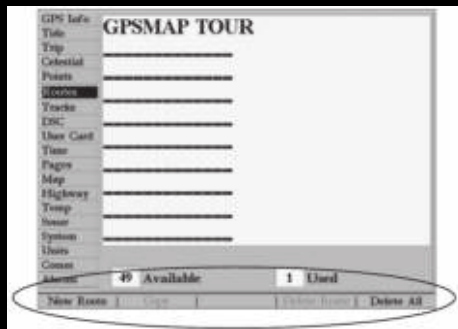 GPS Info
Tide
Trip
Celestial
Points
Routes
Tracks
DSC
User Card
Time
Pages
Map
Highway
Temp
Sonar
System
Units
Comm
Alarms
GPSMAP TOUR
49 Available 1 Used
New Route | Copy | | Delete Route | Delete All